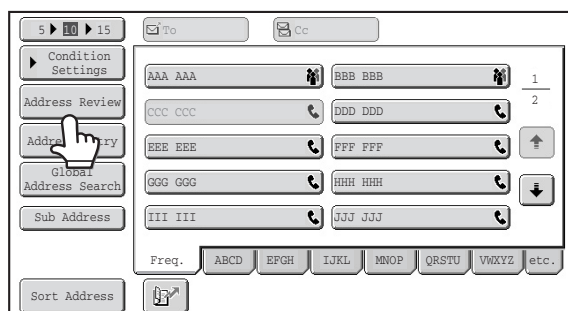 5 10 15
To
Cc
Condition
Settings
Address Review
Global
Address Search
Sub Address
Sort Address
AAA AAA
BBB BBB
CCC CCC
DDD DDD
EEE EEE
FFF FFF
GGG GGG
HHH HHH
III III
JJJ JJJ
1
2
Freq.
ABCD
EFGH
IJKL
MNOP
QRSTU
VWXYZ
etc.